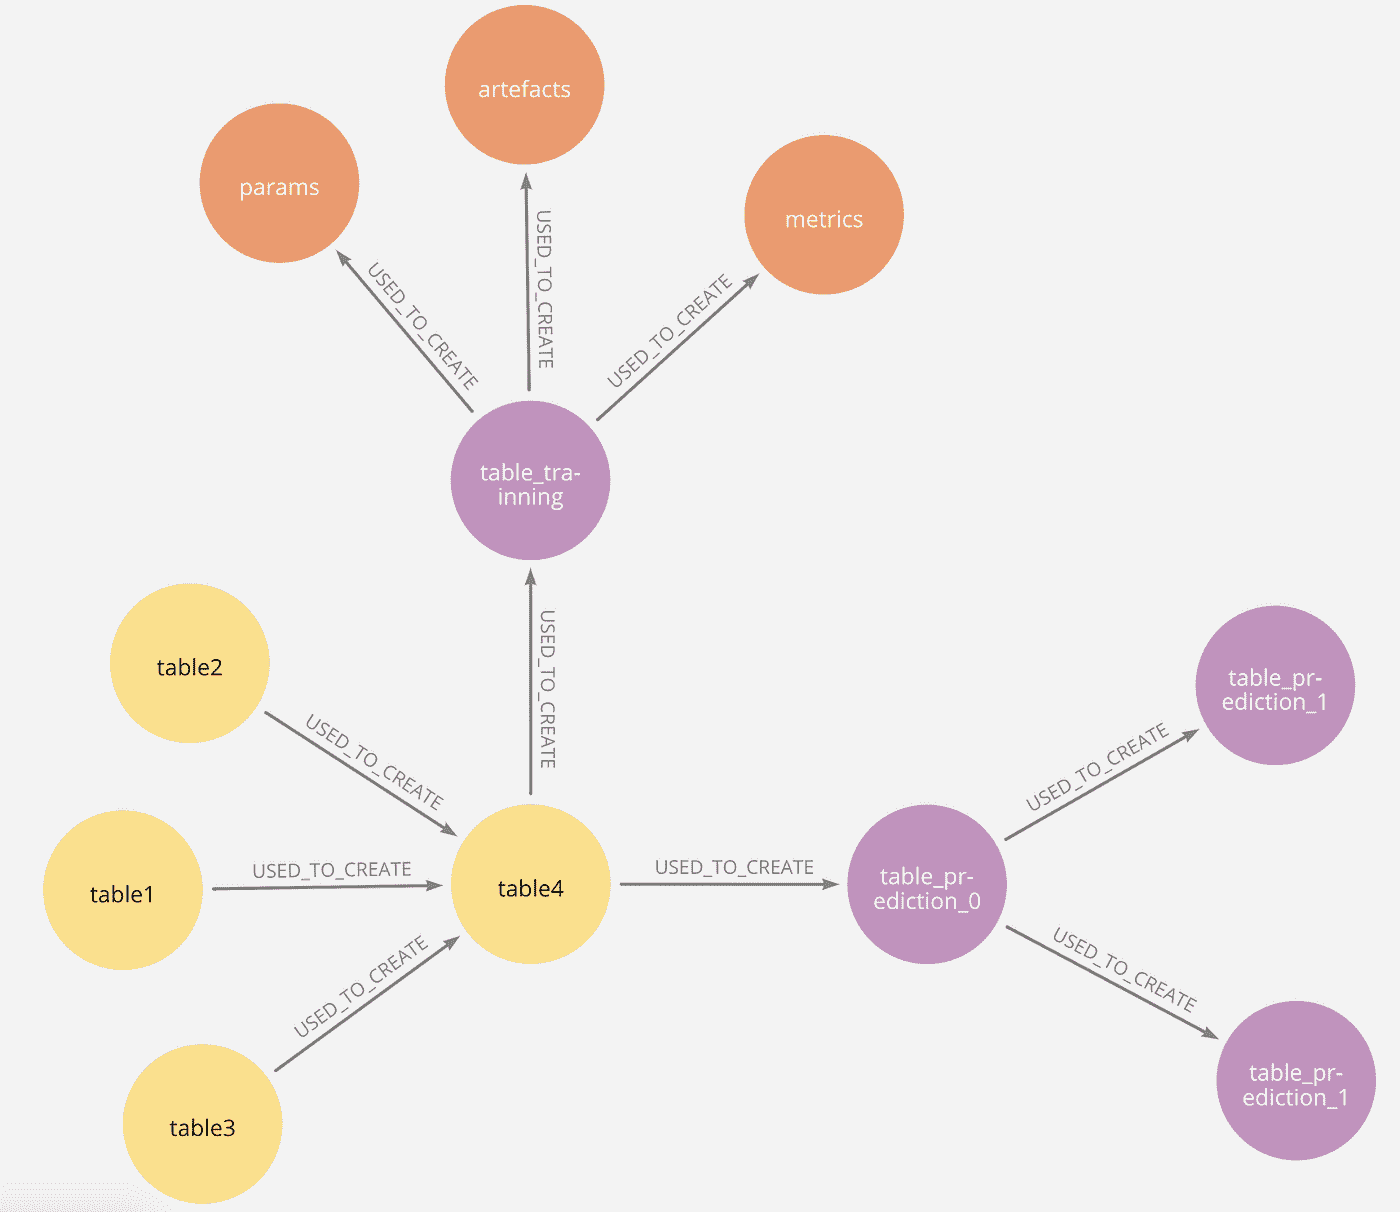 artefacts
params
metrics
USED_TO_CREATE
USED_TO_CREATE
USED_TO_CREATE
table_tra-
inning
USED_TO_CREATE
table2
USED_TO_CREATE
table1
USED_TO_CREATE
table4
USED_TO_CREATE
table3
USED_TO_CREATE
table_pr-
ediction_0
USED_TO_CREATE
table_pr-
ediction_1
USED_TO_CREATE
table_pr-
ediction_1